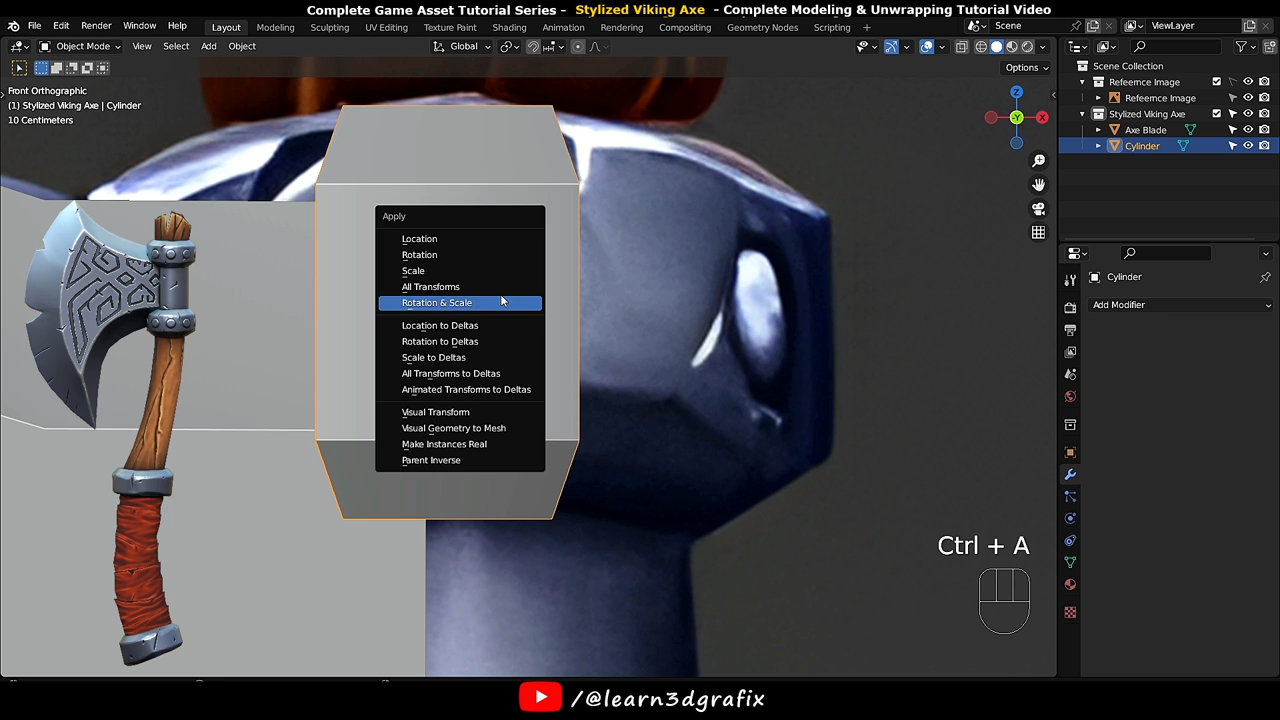 Complete Game Asset Tutorial Series - Stylized Viking Axe - Complete Modeling & Unwrapping Tutorial Video
File Edit Render Window Help Layout Modeling Sculpting UV Editing Texture Paint Shading Animation Rendering Compositing Geometry Nodes Scripting Scene ViewLayer
Object Mode View Select Add Object Global
Options
Front Orthographic
(1) Stylized Viking Axe | Cylinder
10 Centimeters
Z
-Y
X
Scene Collection
Refeemce Image
Refeemce Image
Stylized Viking Axe
Axe Blade
Cylinder
Cylinder
Add Modifier
Apply
Location
Rotation
Scale
All Transforms
Rotation & Scale
Location to Deltas
Rotation to Deltas
Scale to Deltas
All Transforms to Deltas
Animated Transforms to Deltas
Visual Transform
Visual Geometry to Mesh
Make Instances Real
Parent Inverse
Ctrl + A
/@learn3dgrafix